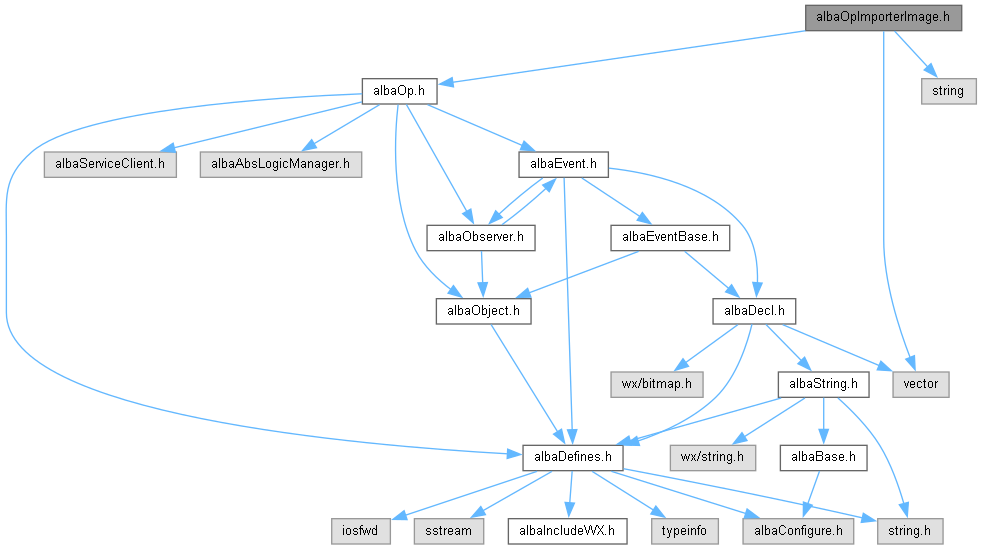 albaOpImporterImage.h
albaOp.h
string
albaServiceClient.h
albaAbsLogicManager.h
albaEvent.h
albaObserver.h
albaEventBase.h
albaObject.h
albaDecl.h
wx/bitmap.h
albaString.h
vector
albaDefines.h
wx/string.h
albaBase.h
iosfwd
sstream
albaIncludeWX.h
typeinfo
albaConfigure.h
string.h